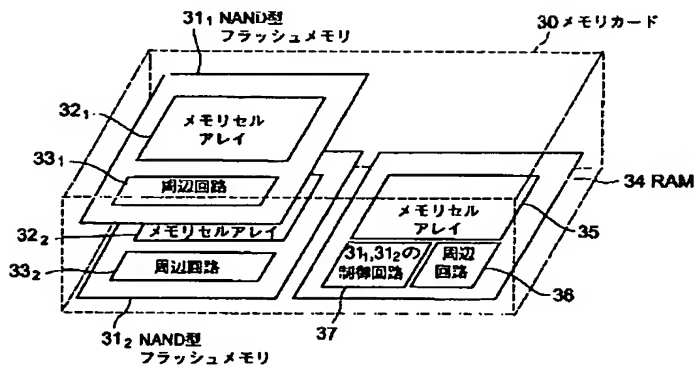 31₁ NAND型
フラッシュメモリ
30 メモリカード
32₁
メモリセル
アレイ
33₁
周辺回路
34 RAM
メモリセル
アレイ
35
32₂
メモリセルアレイ
31₁,31₂の
制御回路
周辺
回路
33₂
周辺回路
36
37
31₂ NAND型
フラッシュメモリ